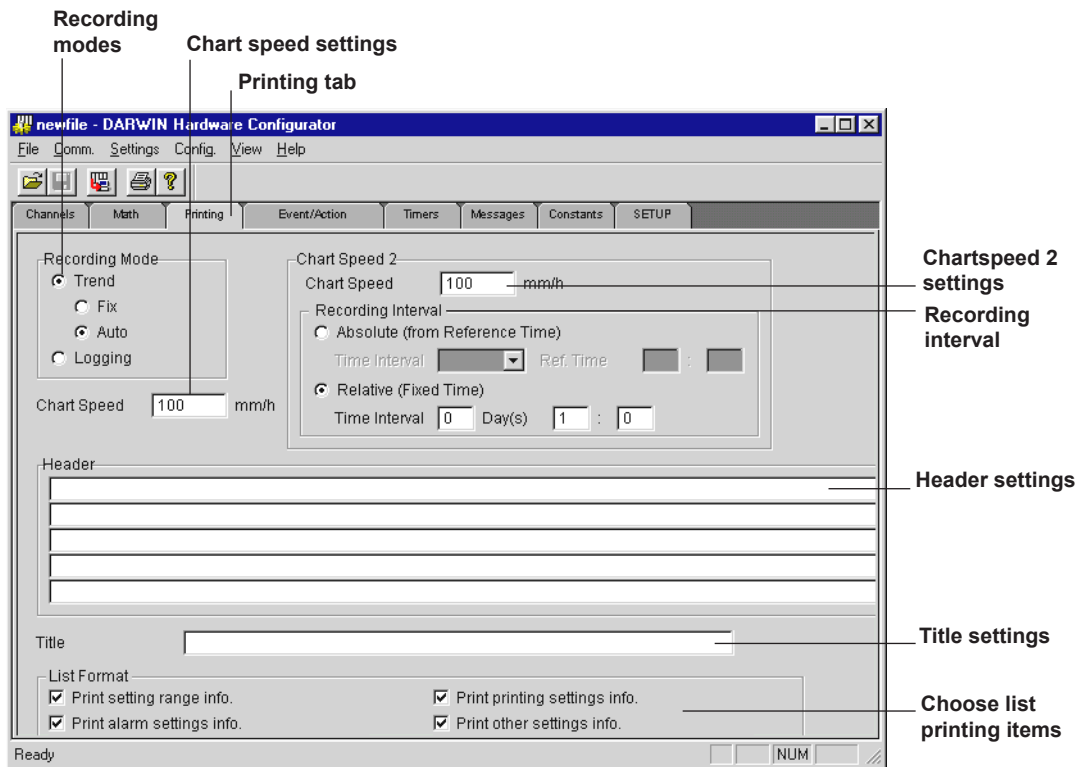 Recording
modes
Chart speed settings
Printing tab
newfile - DARWIN Hardware Configurator
File Comm. Settings Config. View Help
Channels Math Printing Event/Action Timers Messages Constants SETUP
Recording Mode
Trend
Fix
Auto
Logging
Chart Speed 100 mm/h
Chart Speed 2
Chart Speed 100 mm/h
Recording Interval
Absolute (from Reference Time)
Time Interval Ref. Time :
Relative (Fixed Time)
Time Interval 0 Day(s) 1 : 0
Chartspeed 2
settings
Recording
interval
Header
Header settings
Title
Title settings
List Format
Print setting range info. Print printing settings info.
Print alarm settings info. Print other settings info.
Choose list
printing items
Ready NUM